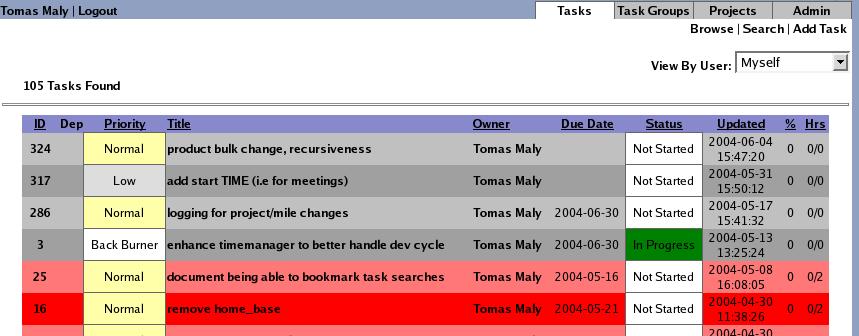 Tomas Maly | Logout
Tasks Task Groups Projects Admin
Browse | Search | Add Task
View By User: Myself
105 Tasks Found
ID Dep Priority Title Owner Due Date Status Updated % Hrs
324 Normal product bulk change, recursiveness Tomas Maly Not Started 2004-06-04 15:47:20 0 0/0
317 Low add start TIME (i.e for meetings) Tomas Maly Not Started 2004-05-31 15:50:12 0 0/0
286 Normal logging for project/mile changes Tomas Maly 2004-06-30 Not Started 2004-05-17 15:41:32 0 0/0
3 Back Burner enhance timemanager to better handle dev cycle Tomas Maly 2004-06-30 In Progress 2004-05-13 13:25:24 0 0/0
25 Normal document being able to bookmark task searches Tomas Maly 2004-05-16 Not Started 2004-05-08 16:08:05 0 0/2
16 Normal remove home_base Tomas Maly 2004-05-21 Not Started 2004-04-30 11:38:26 0 0/2
2004-04-30